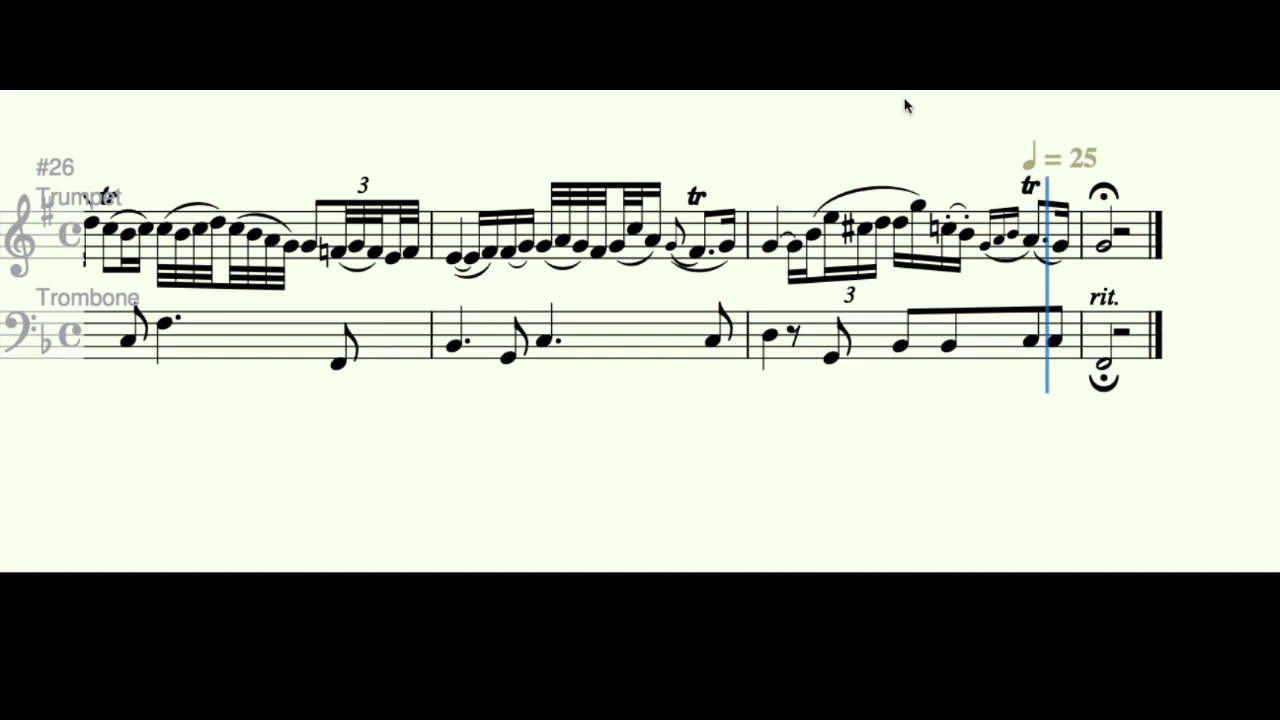 ♩ = 25
#26
Trumpet
tr
3
tr
tr
Trombone
3
rit.